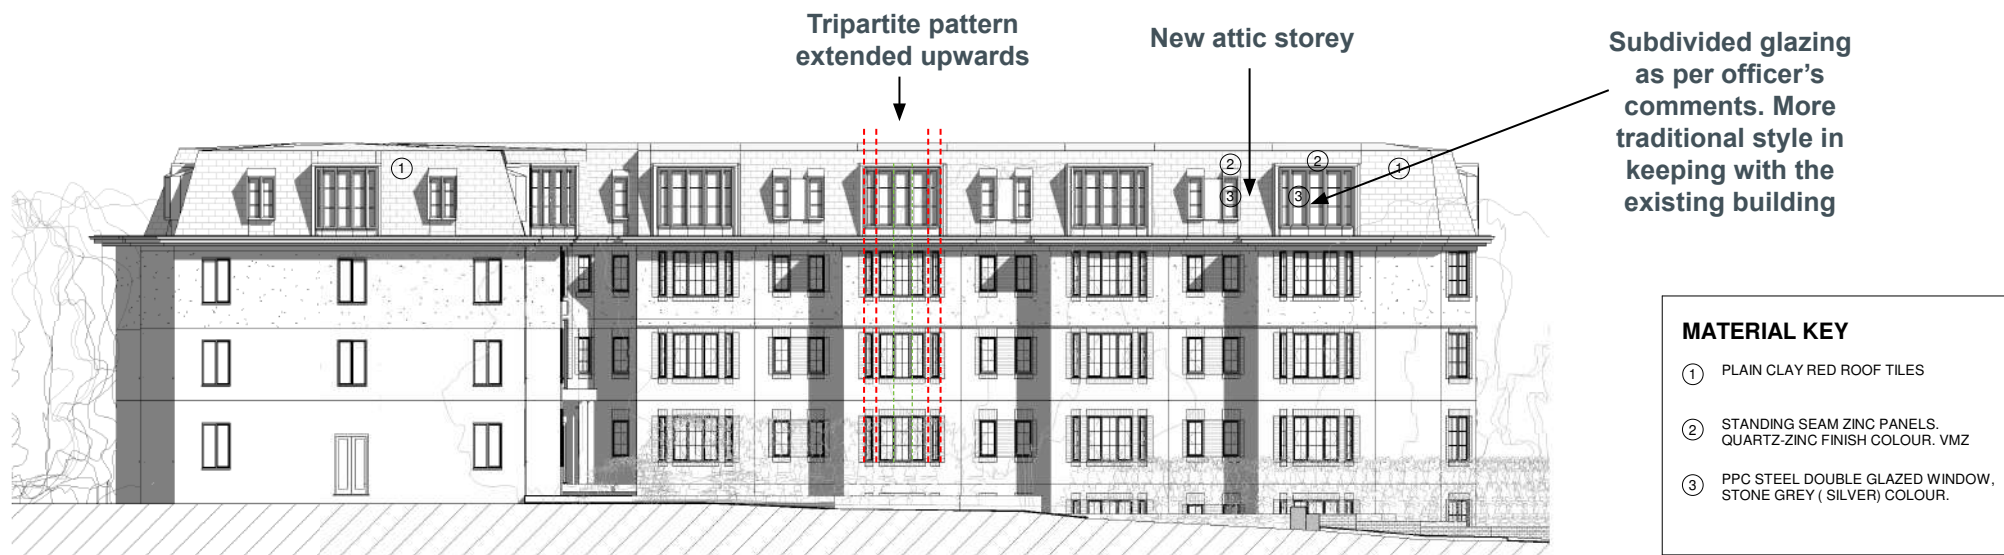 Tripartite pattern
extended upwards
New attic storey
Subdivided glazing
as per officer’s
comments. More
traditional style in
keeping with the
existing building
1
2
3
2
3
1
MATERIAL KEY
1 PLAIN CLAY RED ROOF TILES
2 STANDING SEAM ZINC PANELS.
QUARTZ-ZINC FINISH COLOUR. VMZ
3 PPC STEEL DOUBLE GLAZED WINDOW,
STONE GREY ( SILVER) COLOUR.